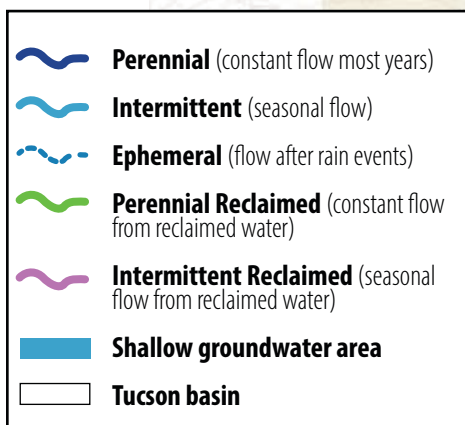 Perennial (constant flow most years)
Intermittent (seasonal flow)
Ephemeral (flow after rain events)
Perennial Reclaimed (constant flow
from reclaimed water)
Intermittent Reclaimed (seasonal
flow from reclaimed water)
Shallow groundwater area
Tucson basin